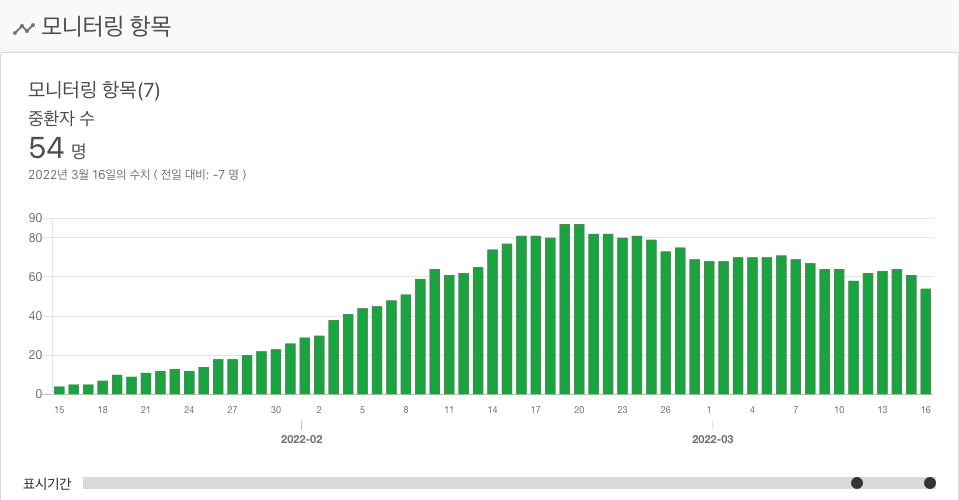 모니터링 항목
모니터링 항목(7)
중환자 수
54 명
2022년 3월 16일의 수치 ( 전일 대비: -7 명 )
90
80
60
40
20
0
15 18 21 24 27 30 2 5 8 11 14 17 20 23 26 1 4 7 10 13 16
2022-02 2022-03
표시기간